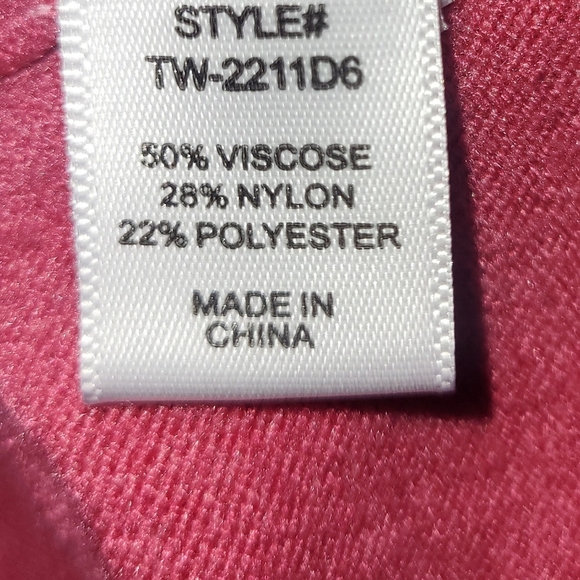 STYLE#
TW-2211D6
50% VISCOSE
28% NYLON
22% POLYESTER
MADE IN
CHINA